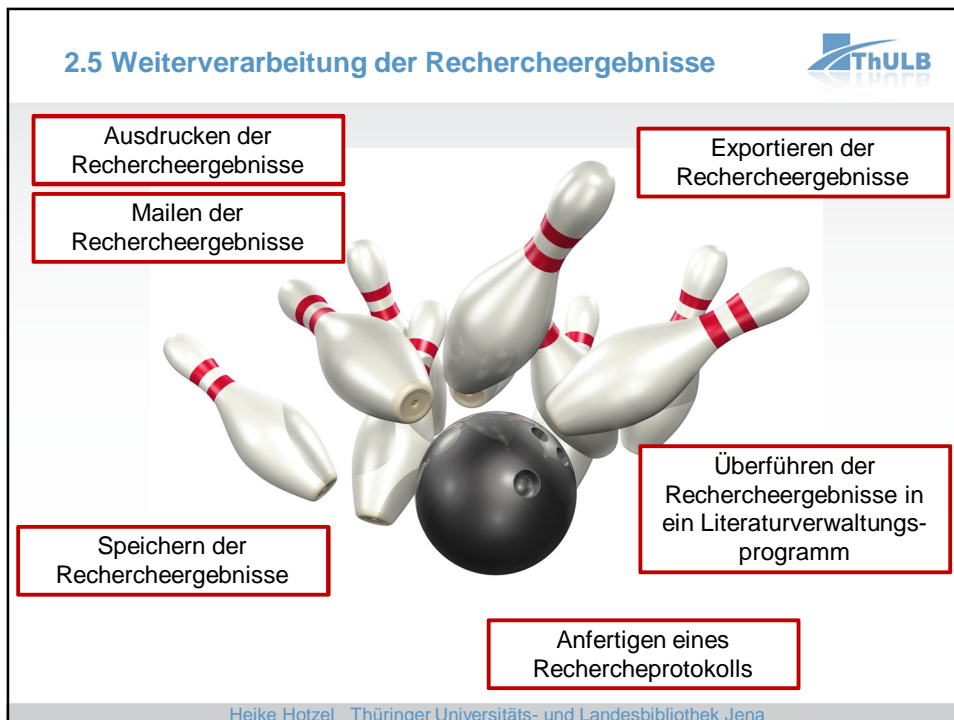 2.5 Weiterverarbeitung der Rechercheergebnisse
ThULB
Ausdrucken der
Rechercheergebnisse
Exportieren der
Rechercheergebnisse
Mailen der
Rechercheergebnisse
Überführen der
Rechercheergebnisse in
ein Literaturverwaltungs-
programm
Speichern der
Rechercheergebnisse
Anfertigen eines
Rechercheprotokolls
Heike Hotzel Thüringer Universitäts- und Landesbibliothek Jena